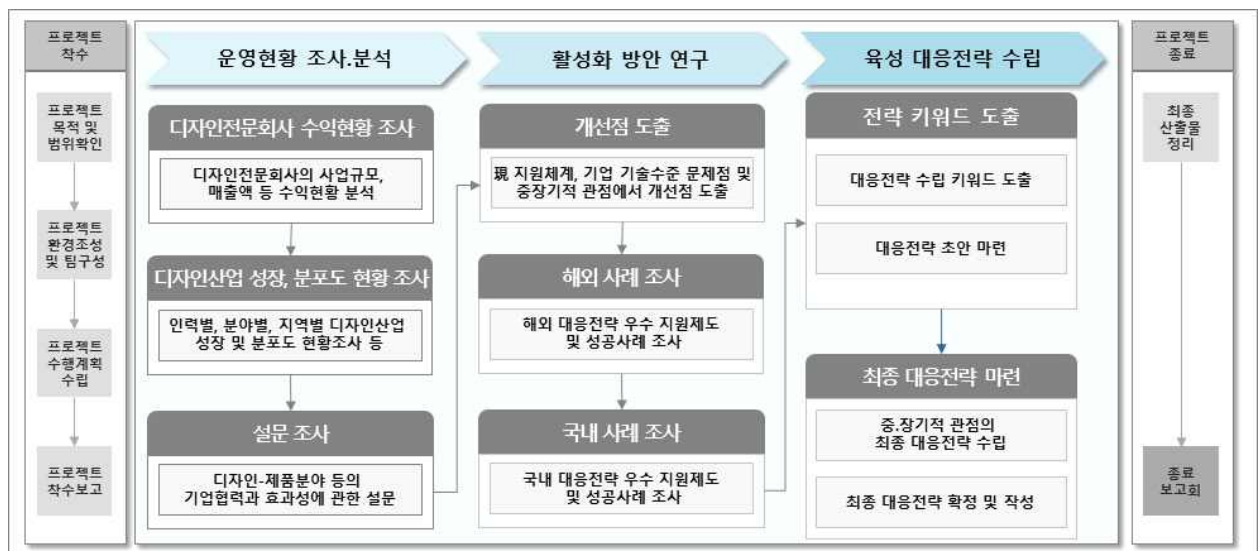 프로젝트
착수
프로젝트
목적 및
범위확인
프로젝트
환경조성
및 팀구성
프로젝트
수행계획
수립
프로젝트
착수보고
운영현황 조사.분석
디자인전문회사 수익현황 조사
디자인전문회사의 사업규모,
매출액 등 수익현황 분석
디자인산업 성장, 분포도 현황 조사
인력별, 분야별, 지역별 디자인산업
성장 및 분포도 현황조사 등
설문 조사
디자인-제품분야 등의
기업협력과 효과성에 관한 설문
활성화 방안 연구
개선점 도출
現 지원체계, 기업 기술수준 문제점 및
중장기적 관점에서 개선점 도출
해외 사례 조사
해외 대응전략 우수 지원제도
및 성공사례 조사
국내 사례 조사
국내 대응전략 우수 지원제도
및 성공사례 조사
육성 대응전략 수립
전략 키워드 도출
대응전략 수립 키워드 도출
대응전략 초안 마련
최종 대응전략 마련
중.장기적 관점의
최종 대응전략 수립
최종 대응전략 확정 및 작성
프로젝트
종료
최종
산출물
정리
종료
보고회